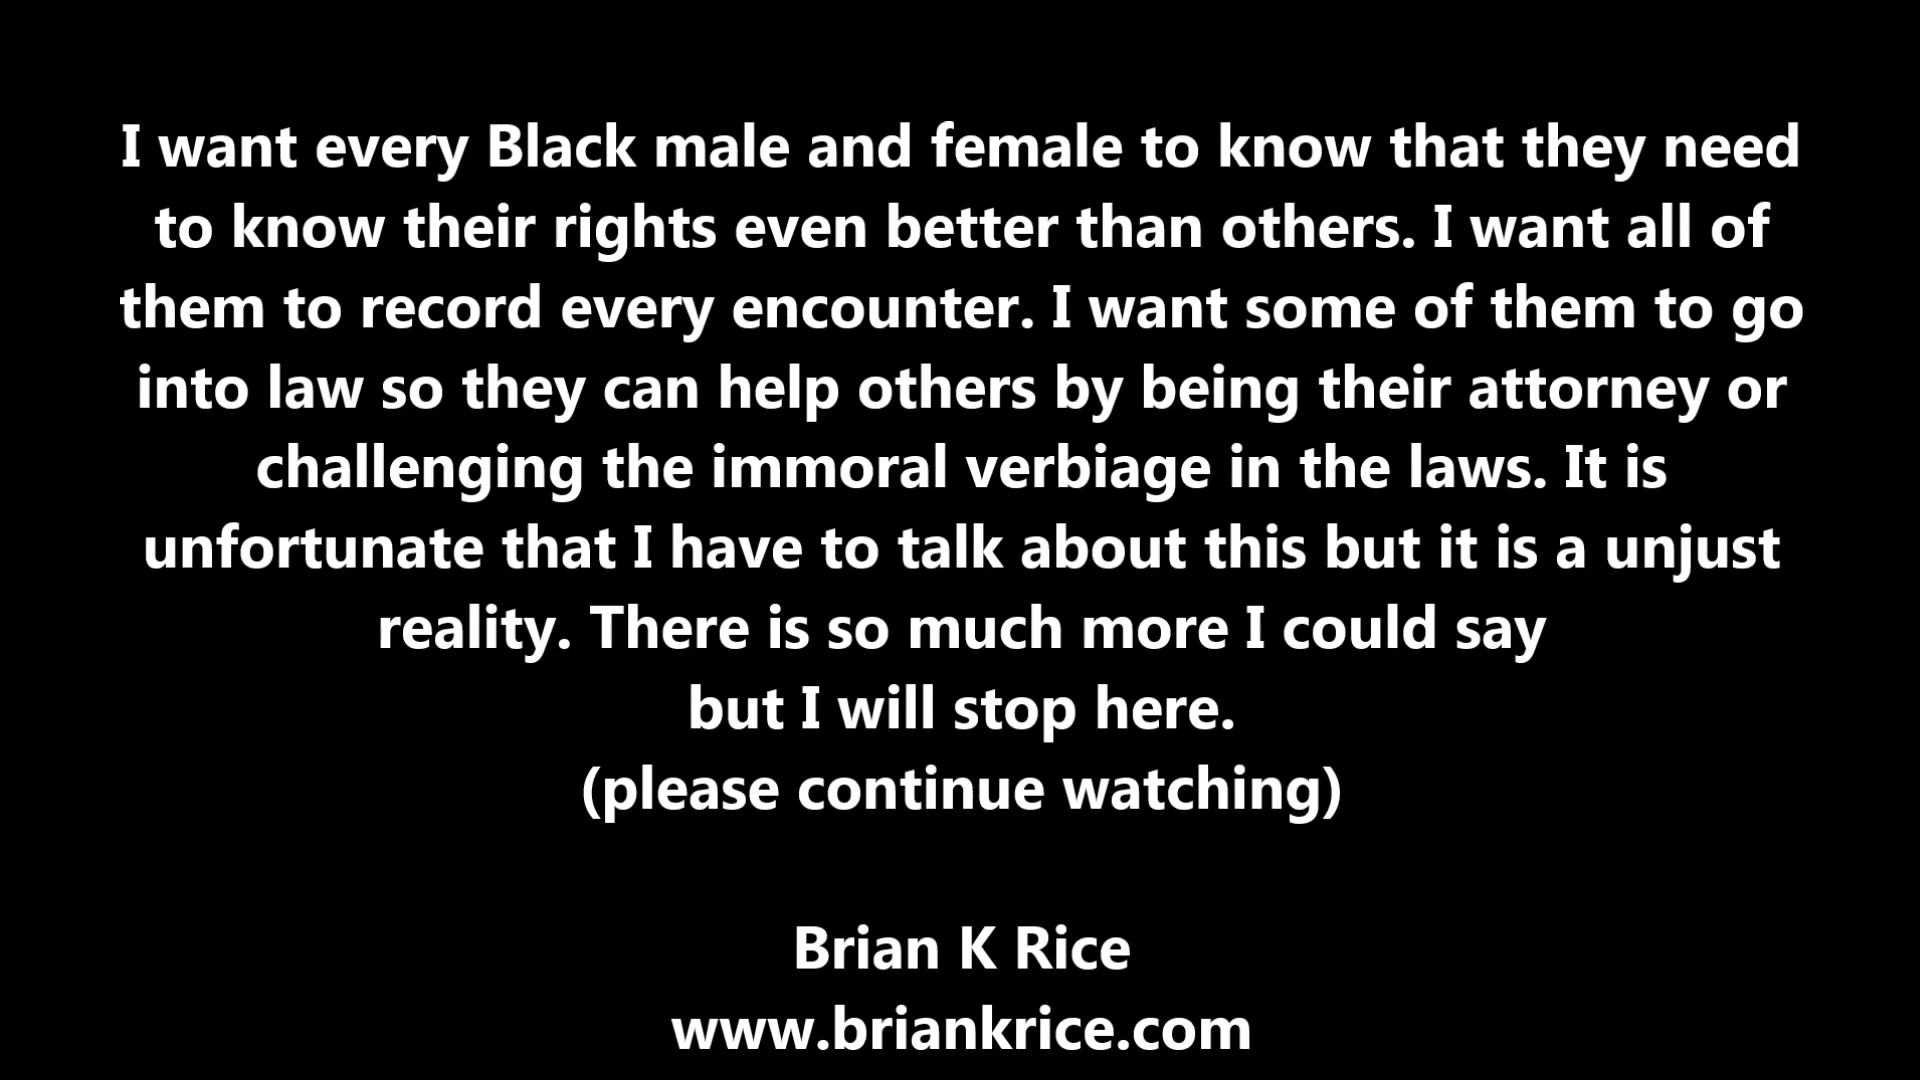 I want every Black male and female to know that they need
to know their rights even better than others. I want all of
them to record every encounter. I want some of them to go
into law so they can help others by being their attorney or
challenging the immoral verbiage in the laws. It is
unfortunate that I have to talk about this but it is a unjust
reality. There is so much more I could say
but I will stop here.
(please continue watching)
Brian K Rice
www.briankrice.com